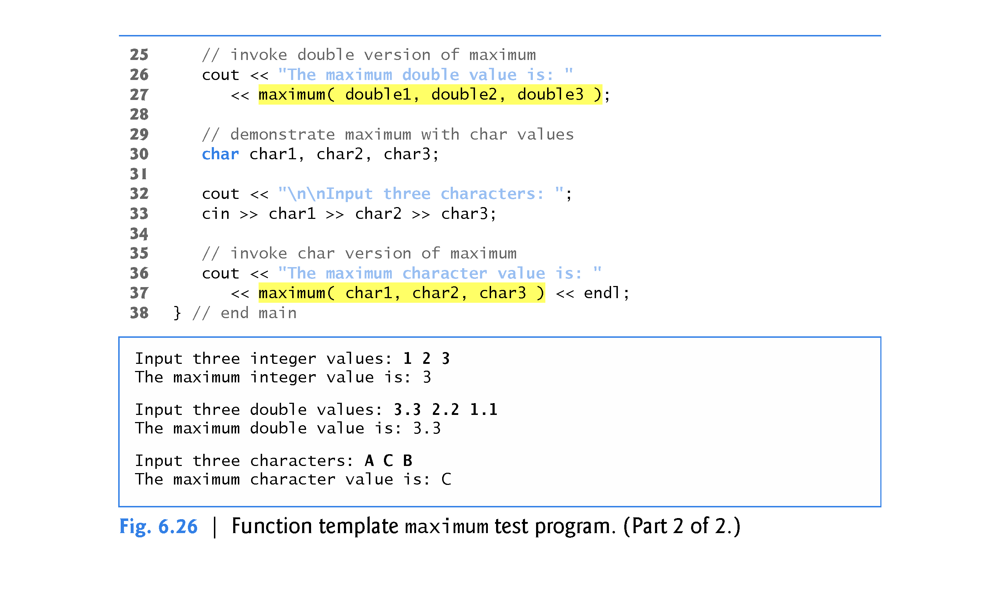 25 // invoke double version of maximum
26 cout << "The maximum double value is: "
27 << maximum( double1, double2, double3 );
28
29 // demonstrate maximum with char values
30 char char1, char2, char3;
31
32 cout << "\n\nInput three characters: ";
33 cin >> char1 >> char2 >> char3;
34
35 // invoke char version of maximum
36 cout << "The maximum character value is: "
37 << maximum( char1, char2, char3 ) << endl;
38 } // end main
Input three integer values: 1 2 3
The maximum integer value is: 3
Input three double values: 3.3 2.2 1.1
The maximum double value is: 3.3
Input three characters: A C B
The maximum character value is: C
Fig. 6.26 | Function template maximum test program. (Part 2 of 2.)